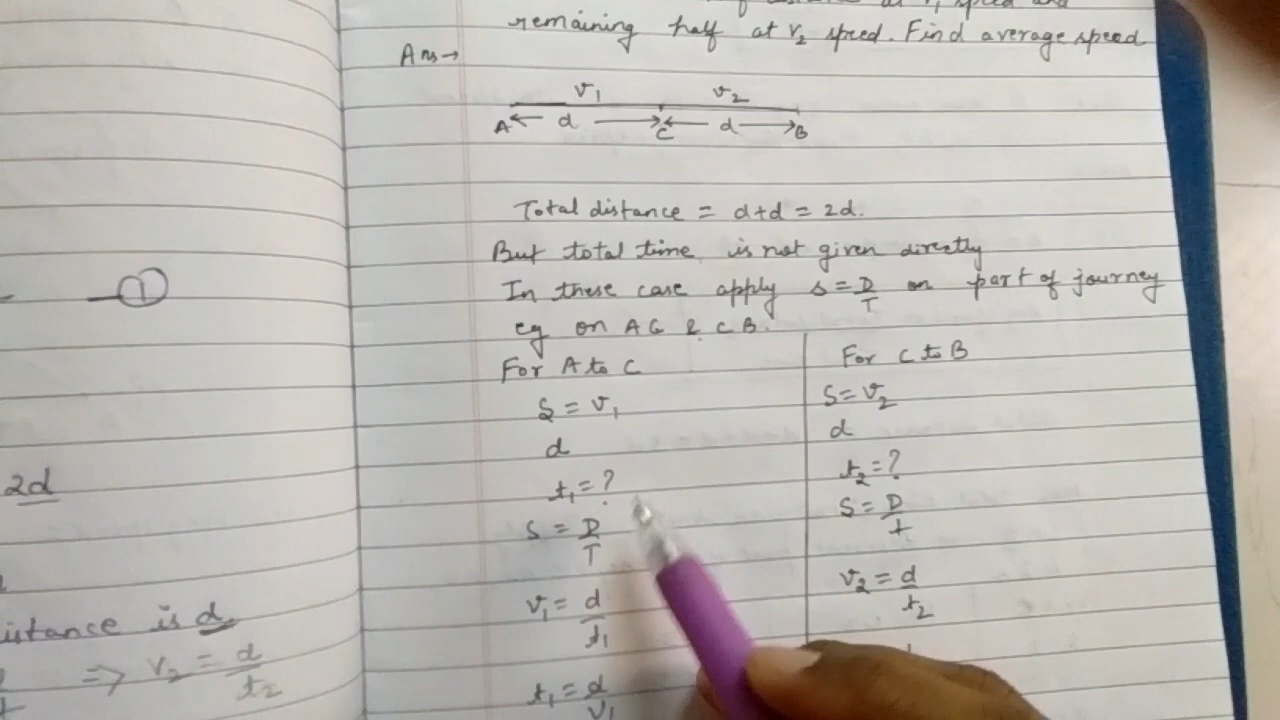 2d
istance is d
=> v2 = d/t2
1
remaining half at v2 speed. Find average speed
Ans →
v1 v2
A d C d B
Total distance = d+d = 2d.
But total time is not given directly
In these case apply s = D/T on part of journey
eg on AC & CB.
For A to C
S = v1
d
t1 = ?
S = D/T
v1 = d/t1
t1 = d/v1
For C to B
S = v2
d
t2 = ?
S = D/t
v2 = d/t2